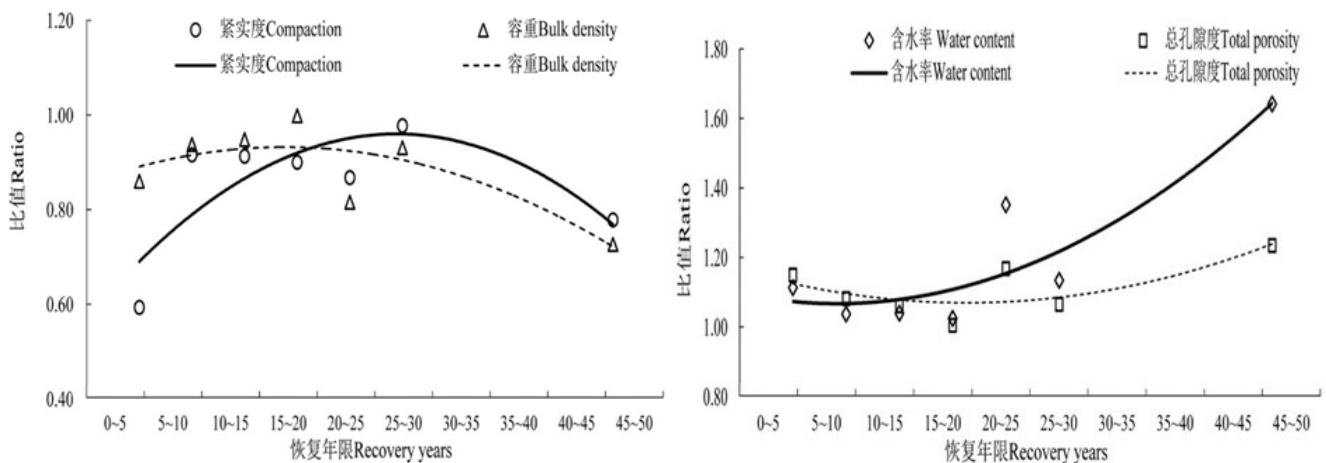 1.20
1.00
0.80
0.60
0.40
比值Ratio
紧实度Compaction
容重Bulk density
紧实度Compaction
容重Bulk density
0~5 5~10 10~15 15~20 20~25 25~30 30~35 35~40 40~45 45~50
恢复年限Recovery years
1.80
1.60
1.40
1.20
1.00
0.80
比值Ratio
含水率 Water content
总孔隙度Total porosity
含水率Water content
总孔隙度Total porosity
0~5 5~10 10~15 15~20 20~25 25~30 30~35 35~40 40~45 45~50
恢复年限Recovery years